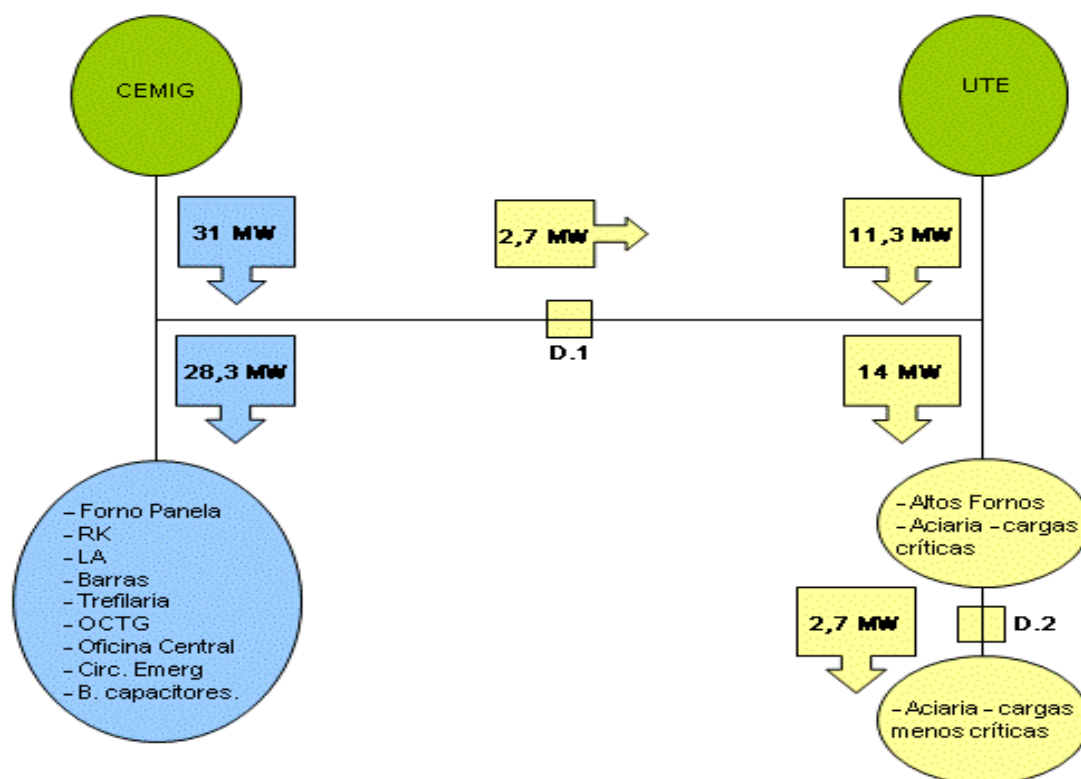 CEMIG
UTE
31 MW
2,7 MW
11,3 MW
D.1
28,3 MW
14 MW
– Forno Panela
– RK
– LA
– Barras
– Trefilaria
– OCTG
– Oficina Central
– Circ. Emerg
– B. capacitores.
– Altos Fornos
– Aciaria – cargas
críticas
2,7 MW
D.2
– Aciaria – cargas
menos críticas